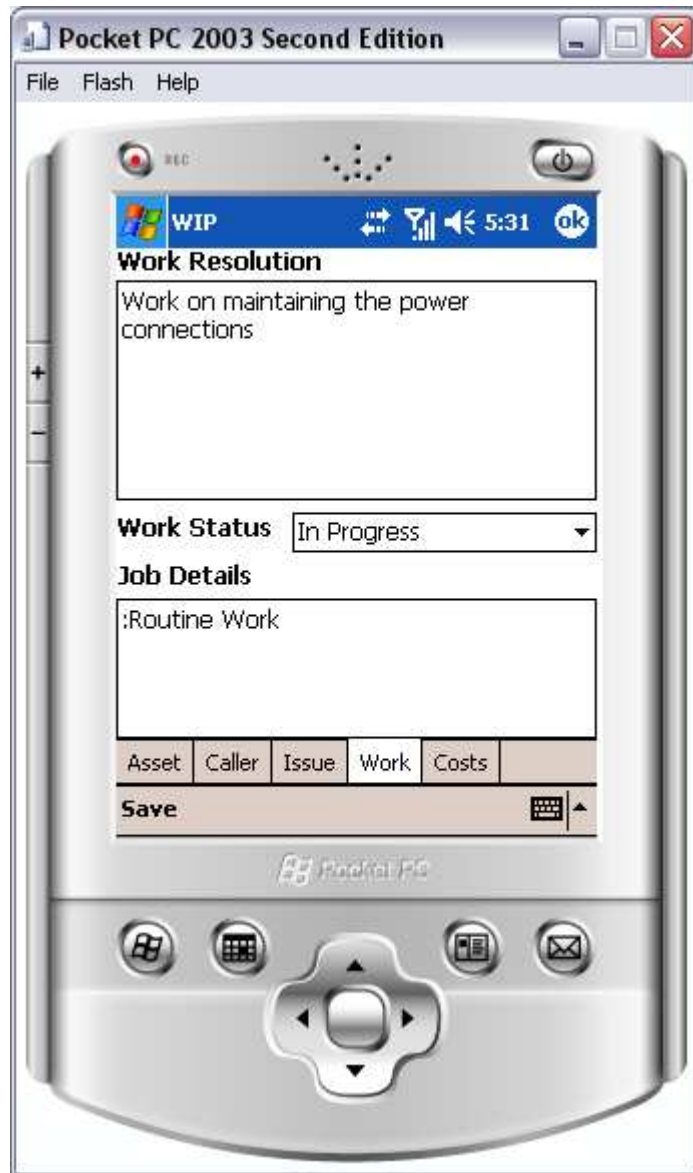 Pocket PC 2003 Second Edition
File Flash Help
REC
WIP 5:31 ok
Work Resolution
Work on maintaining the power
connections
Work Status In Progress
Job Details
:Routine Work
Asset Caller Issue Work Costs
Save
Pocket PC